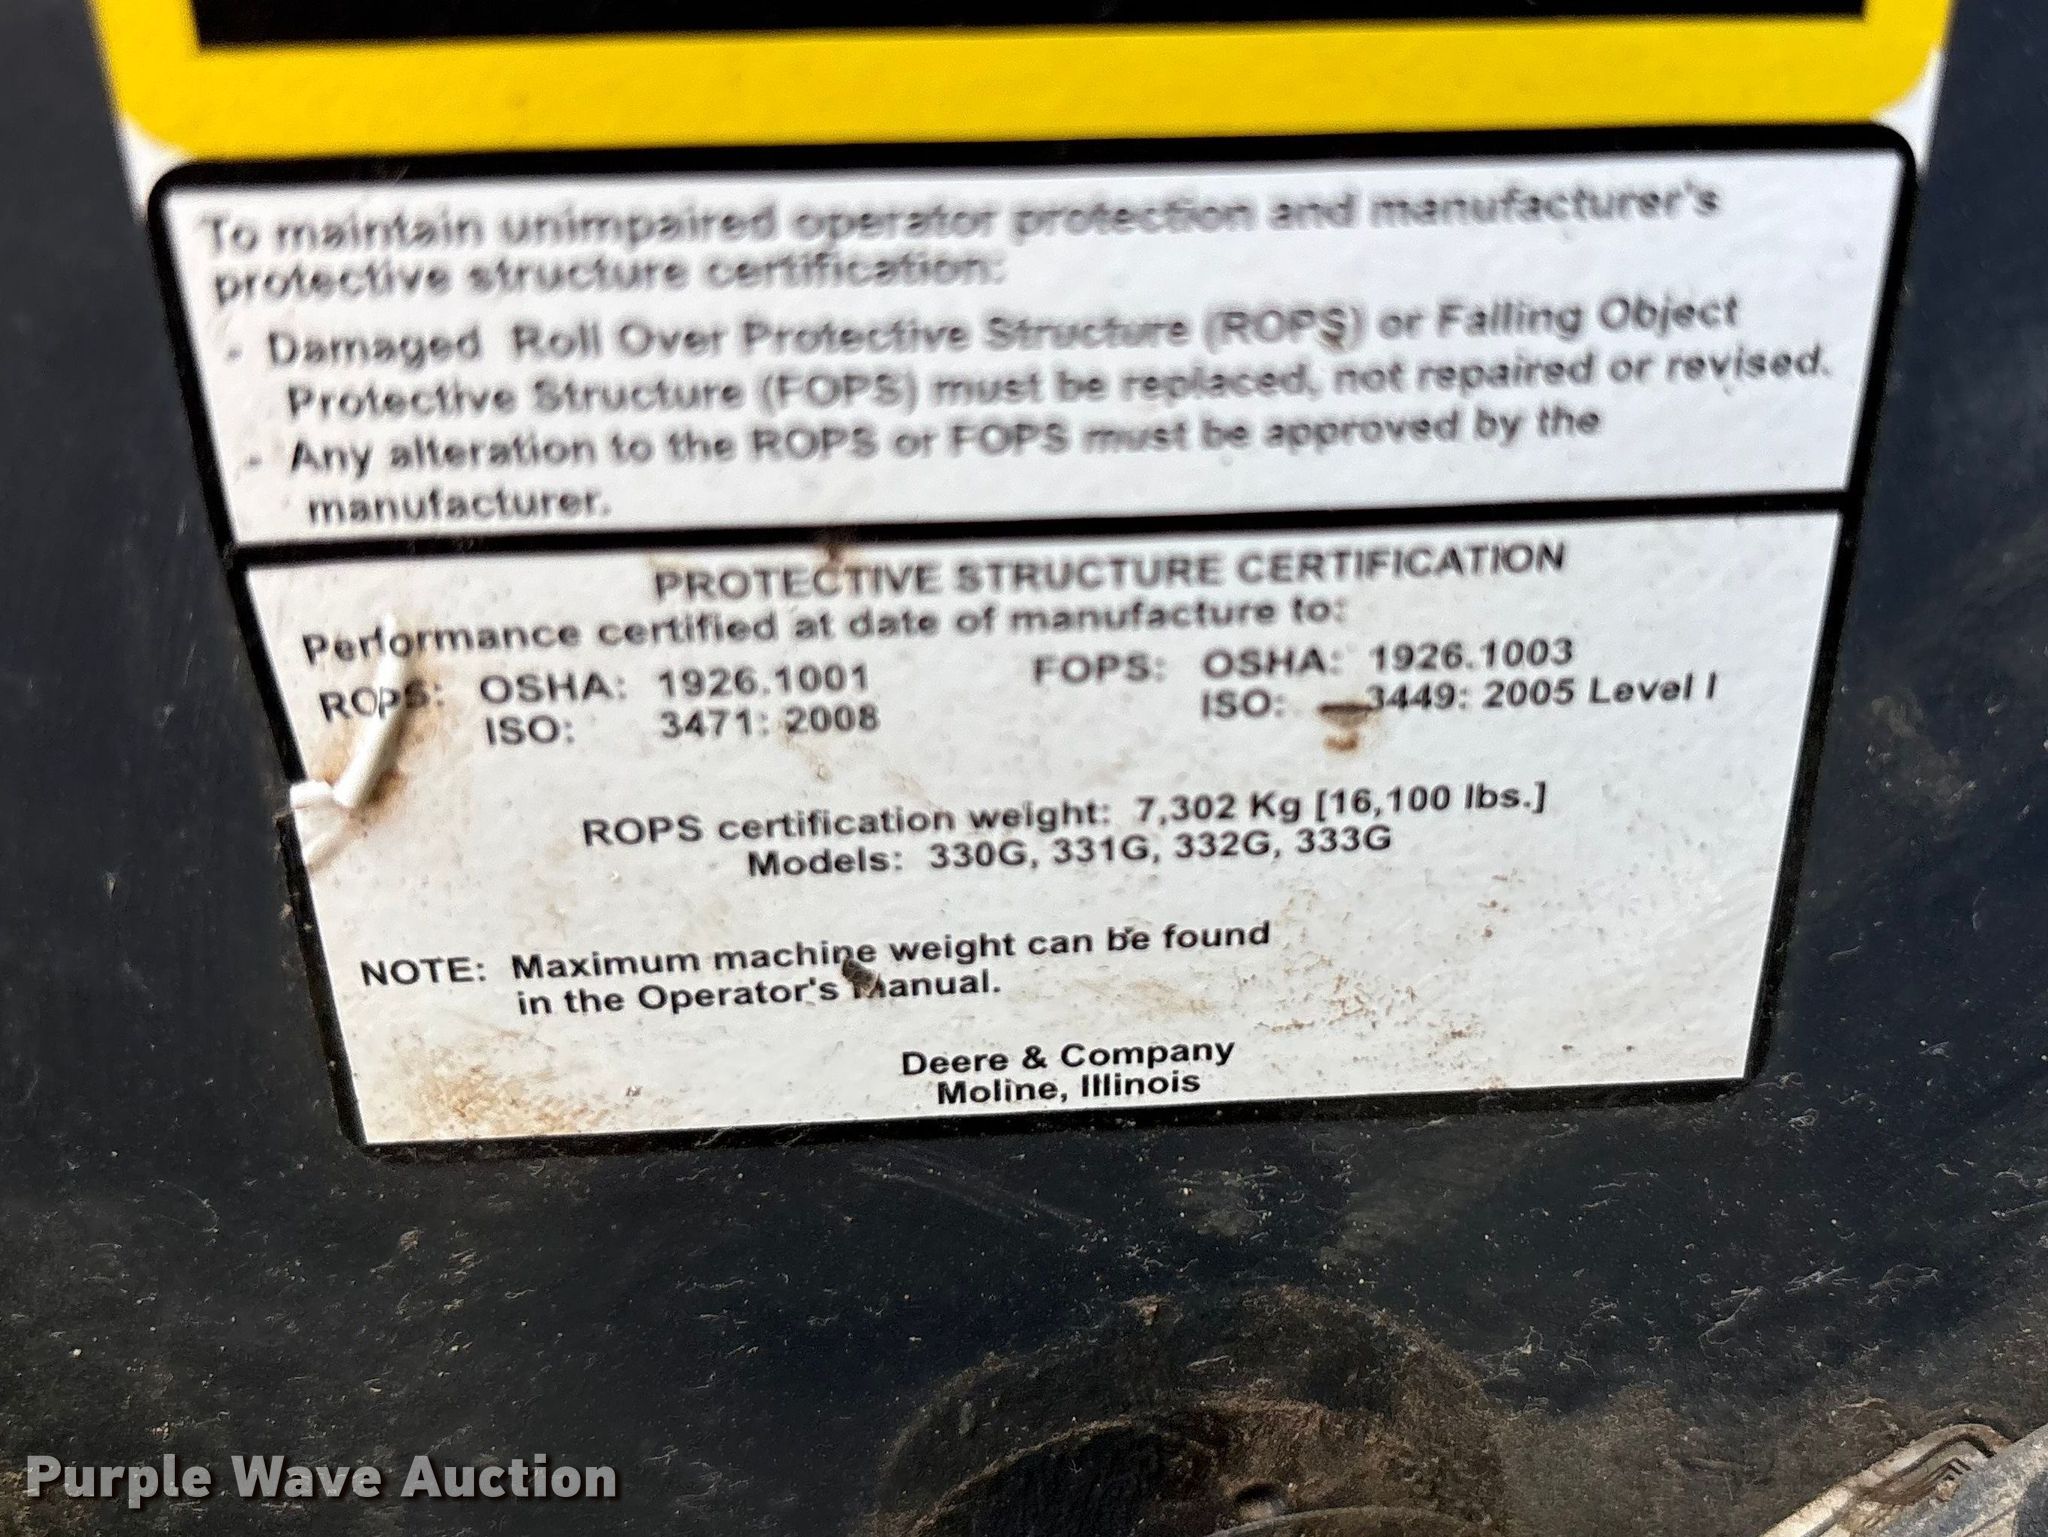 To maintain unimpaired operator protection and manufacturer's
protective structure certification:
- Damaged Roll Over Protective Structure (ROPS) or Falling Object
Protective Structure (FOPS) must be replaced, not repaired or revised.
- Any alteration to the ROPS or FOPS must be approved by the
manufacturer.
PROTECTIVE STRUCTURE CERTIFICATION
Performance certified at date of manufacture to:
ROPS: OSHA: 1926.1001 FOPS: OSHA: 1926.1003
ISO: 3471: 2008 ISO: 3449: 2005 Level I
ROPS certification weight: 7,302 Kg [16,100 lbs.]
Models: 330G, 331G, 332G, 333G
NOTE: Maximum machine weight can be found
in the Operator's Manual.
Deere & Company
Moline, Illinois
Purple Wave Auction